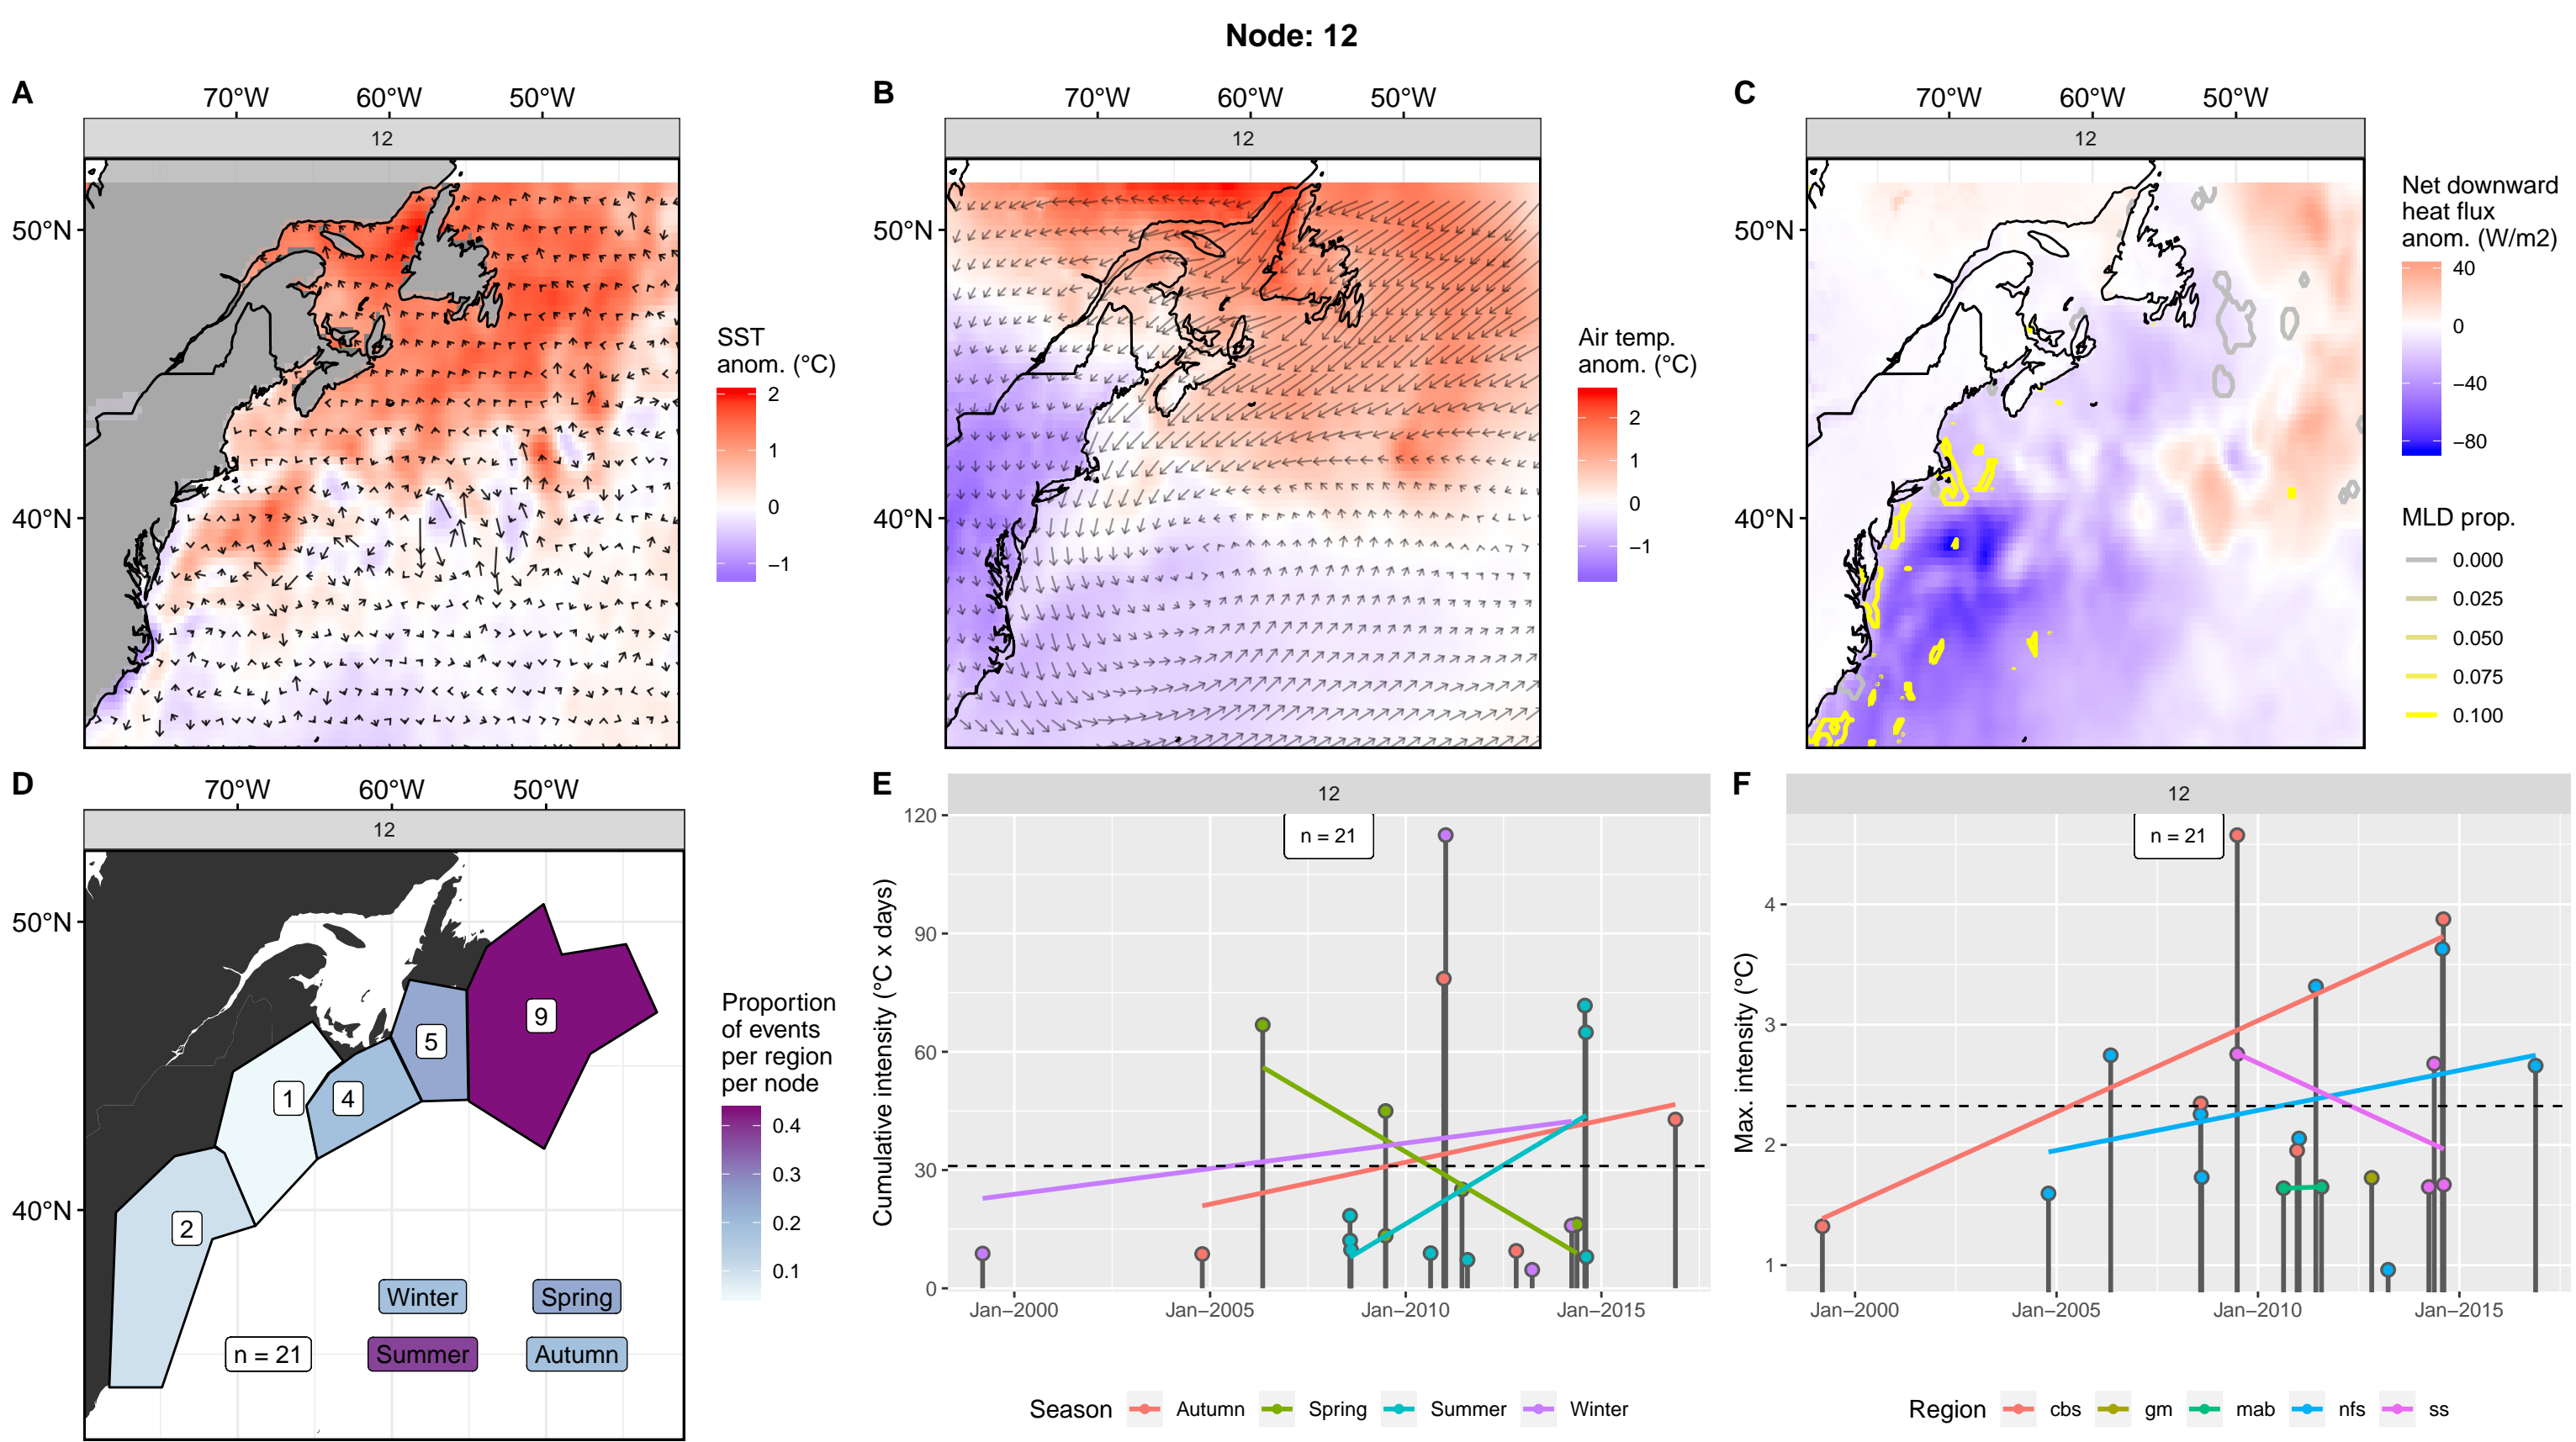 Node: 12
A
70°W 60°W 50°W
12
50°N
40°N
SST
anom. (°C)
2
1
0
−1
B
70°W 60°W 50°W
12
50°N
40°N
Air temp.
anom. (°C)
2
1
0
−1
C
70°W 60°W 50°W
12
50°N
40°N
Net downward
heat flux
anom. (W/m2)
40
0
−40
−80
MLD prop.
0.000
0.025
0.050
0.075
0.100
D
70°W 60°W 50°W
12
50°N
40°N
9
5
1
4
2
Winter Spring
n = 21 Summer Autumn
Proportion
of events
per region
per node
0.4
0.3
0.2
0.1
E
12
n = 21
Cumulative intensity (°C x days)
120
90
60
30
0
Jan−2000 Jan−2005 Jan−2010 Jan−2015
Season Autumn Spring Summer Winter
F
12
n = 21
Max. intensity (°C)
4
3
2
1
Jan−2000 Jan−2005 Jan−2010 Jan−2015
Region cbs gm mab nfs ss